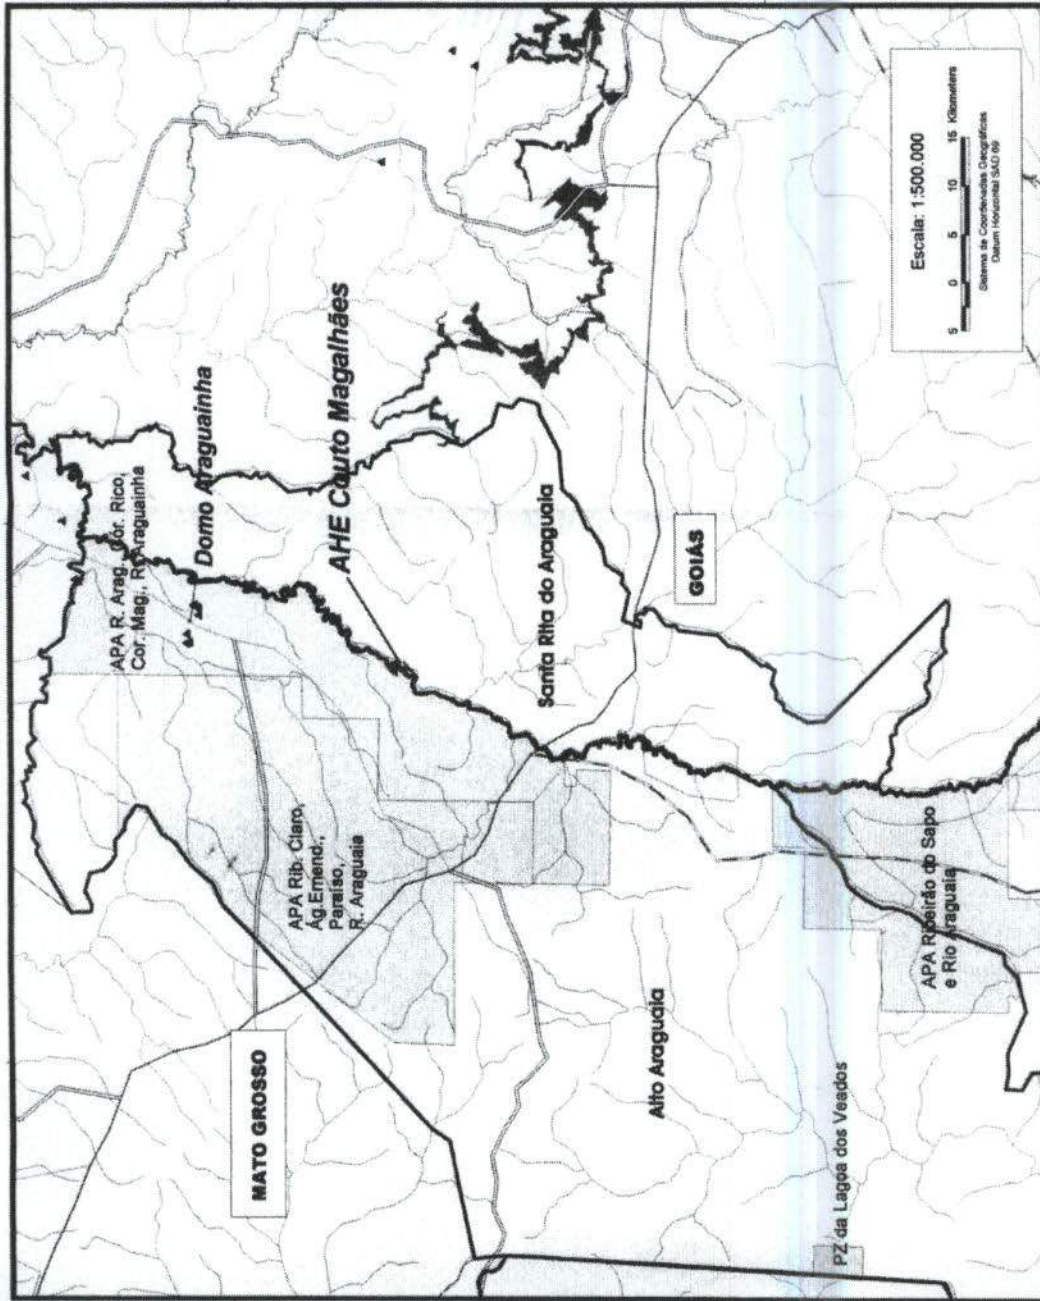 MATO GROSSO
APA Rib. Claro,
Ag.Emend.,
Paraíso,
R. Araguaia
APA R. Arag., Cor. Rico,
Cor. Mag., R. Araguainha
Domo Araguainha
AHE Couto Magalhães
Santa Rita do Araguaia
GOIÁS
Alto Araguaia
PZ da Lagoa dos Veados
APA Ribeirão do Sapo
e Rio Araguaia
Escala: 1:500.000
5 0 5 10 15 Kilometers
Sistema de Coordenadas Geográficas
Datum Horizontal SAD 69